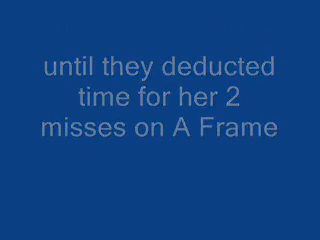 until they deducted
time for her 2
misses on A Frame